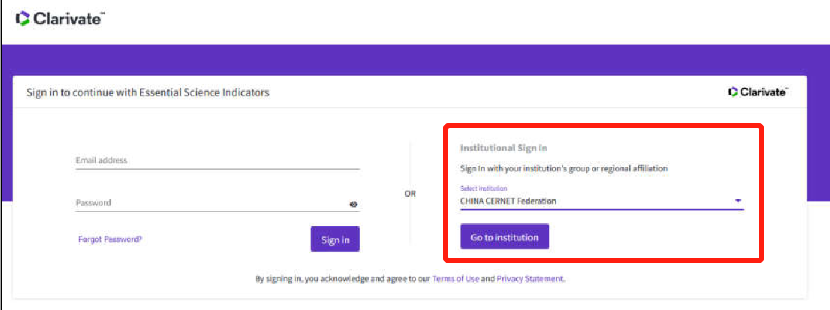 Clarivate™
Sign in to continue with Essential Science Indicators
Clarivate™
Email address
Password
Forgot Password?
Sign in
OR
Institutional Sign In
Sign In with your institution's group or regional affiliation
Select institution
CHINA CERNET Federation
Go to institution
By signing in, you acknowledge and agree to our Terms of Use and Privacy Statement.